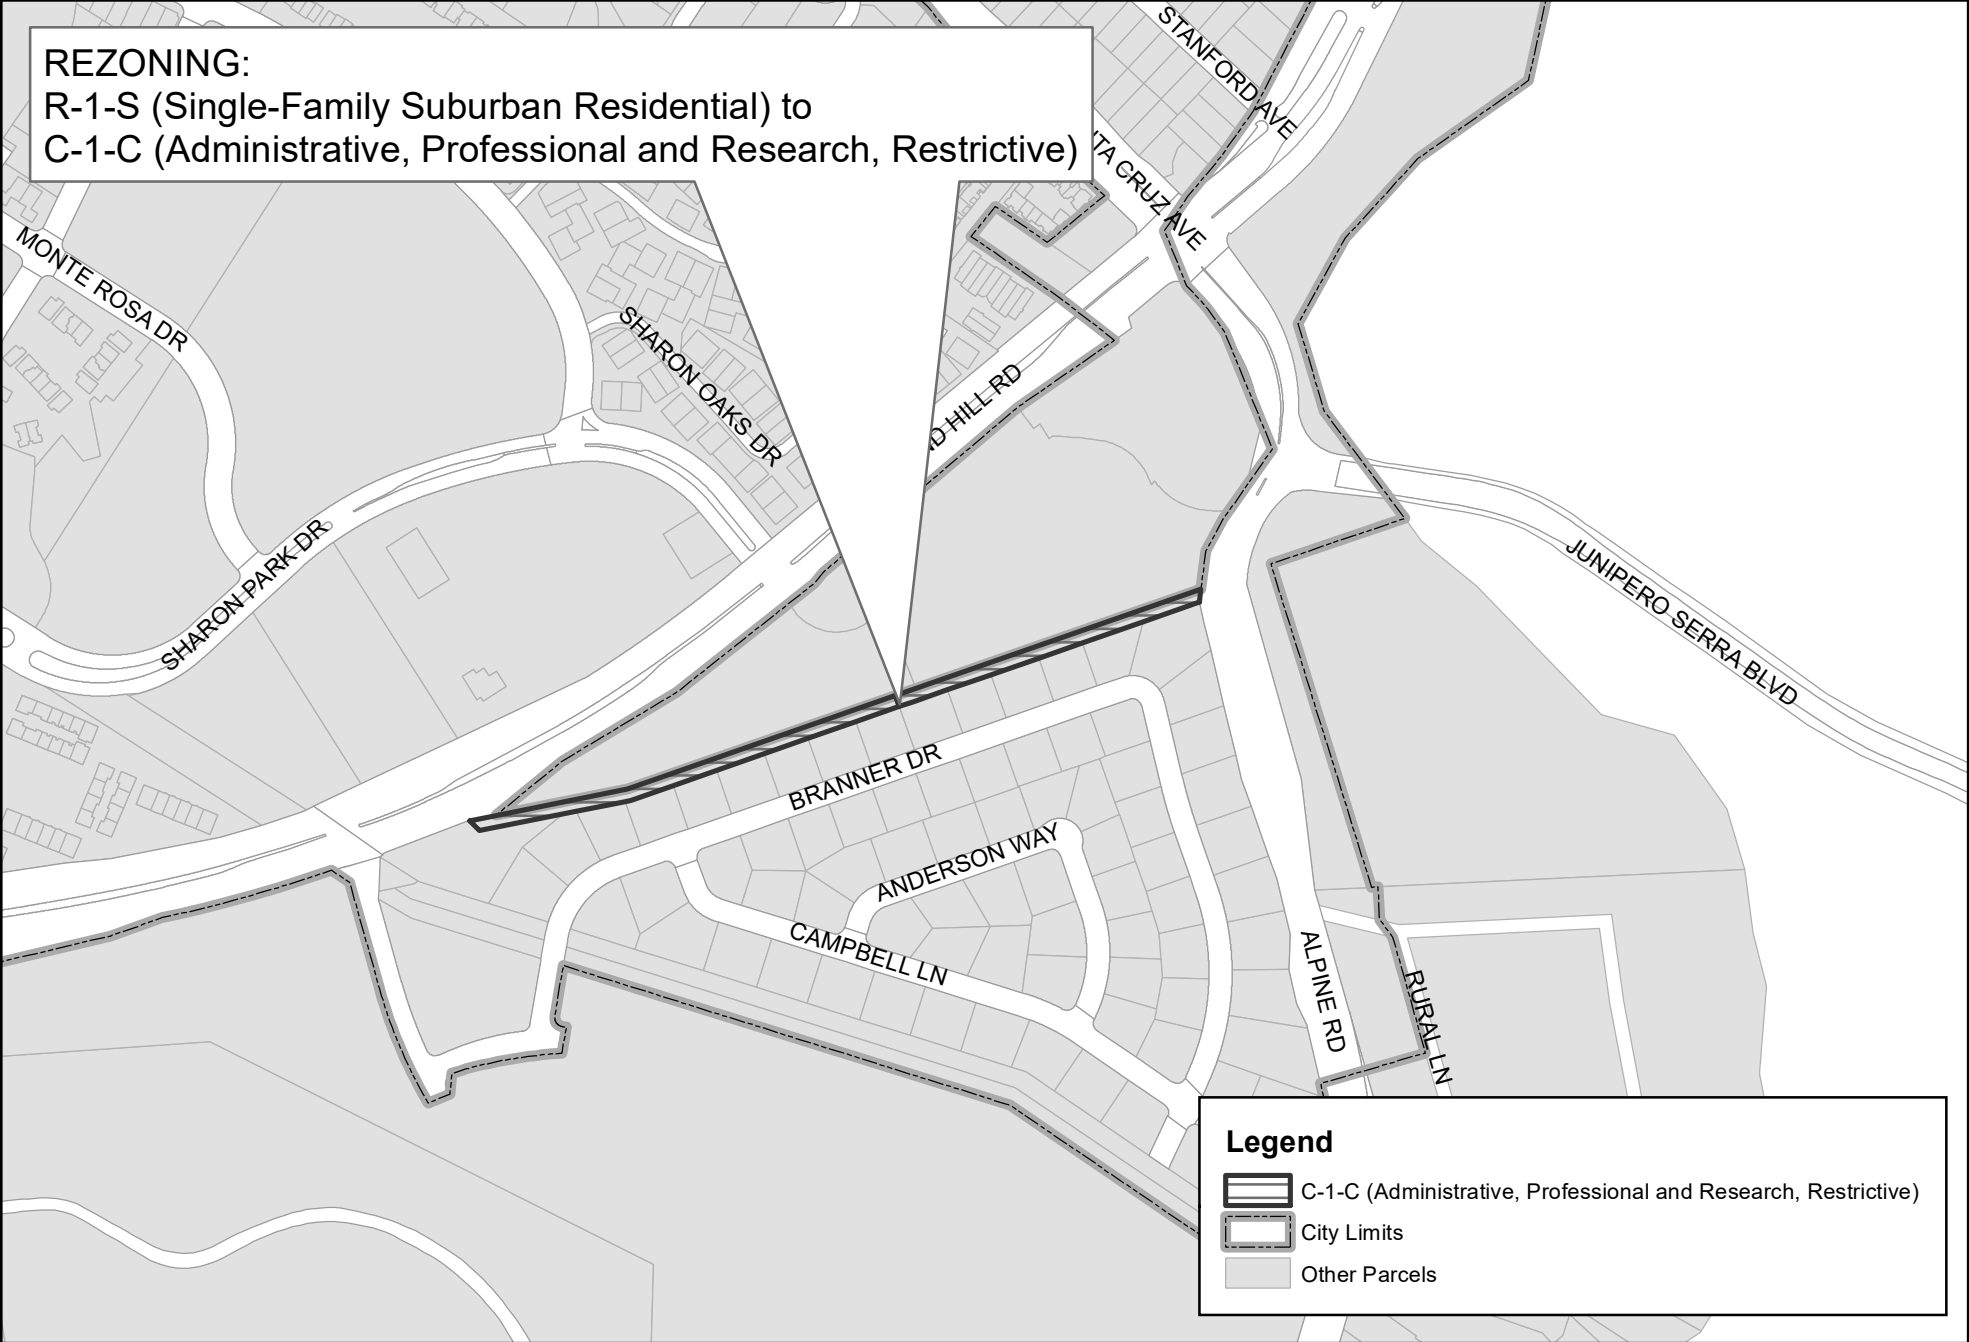 REZONING:
R-1-S (Single-Family Suburban Residential) to
C-1-C (Administrative, Professional and Research, Restrictive)
STANFORD AVE
CRUZ AVE
MONTE ROSA DR
SHARON OAKS DR
HILL RD
SHARON PARK DR
JUNIPERO SERRA BLVD
BRANNER DR
ANDERSON WAY
CAMPBELL LN
ALPINE RD
RURAL LN
Legend
C-1-C (Administrative, Professional and Research, Restrictive)
City Limits
Other Parcels